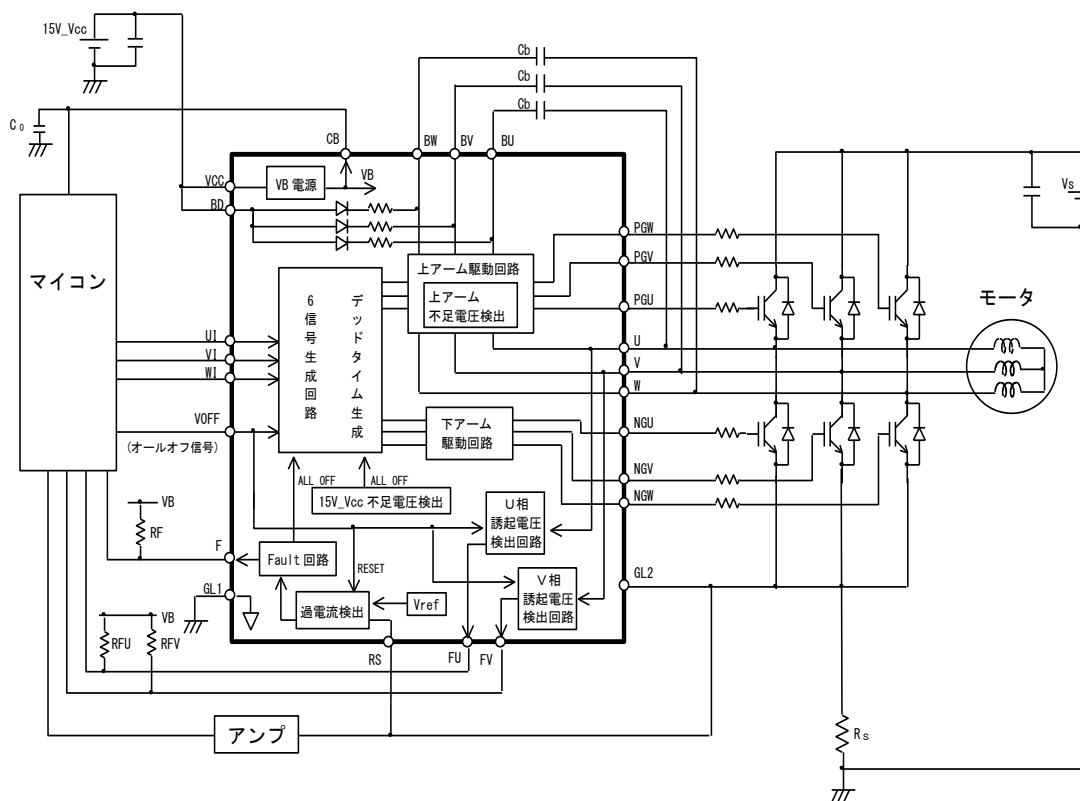 15V_Vcc
Cb
Cb
Cb
C0
CB
BW
BV
BU
VCC
VB 電源
VB
BD
Vs
マイコン
PGW
PGV
PGU
上アーム駆動回路
上アーム
不足電圧検出
6信号生成回路
デッドタイム生成
モータ
UI
VI
WI
U
V
W
VOFF
(オールオフ信号)
下アーム
駆動回路
NGU
NGV
NGW
ALL OFF
ALL OFF
15V_Vcc 不足電圧検出
VB
RF
U相
誘起電圧
検出回路
F
Fault 回路
RESET
V相
誘起電圧
検出回路
GL2
GL1
過電流検出
Vref
VB
RFU
RFV
RS
FU
FV
アンプ
Rs